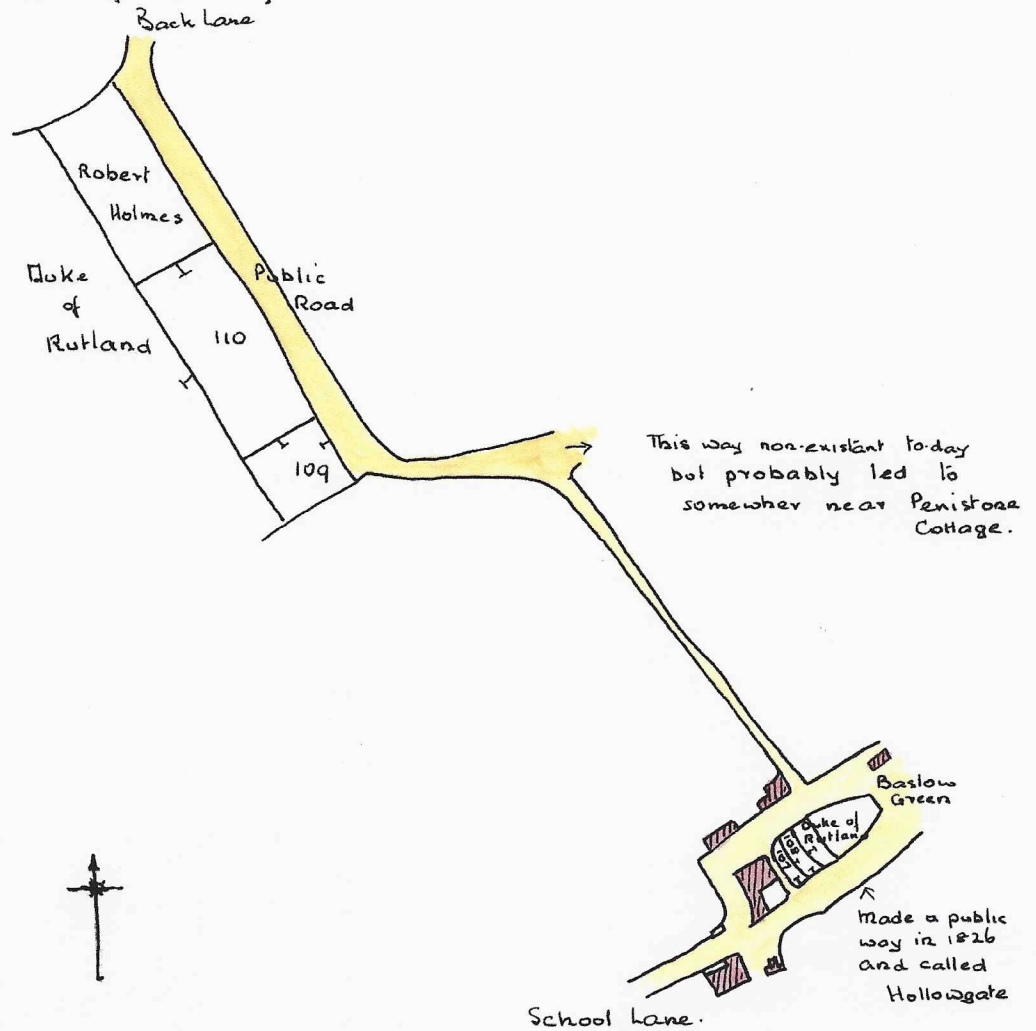 Back Lane
Robert
Holmes
Duke
of
Rutland
Public
Road
110
109
This way non-existant to-day
but probably led to
somewher near Penistone
Cottage.
Baslow
Green
Duke of
Rutland
108
107
Made a public
way in 1826
and called
Hollowgate
School Lane.